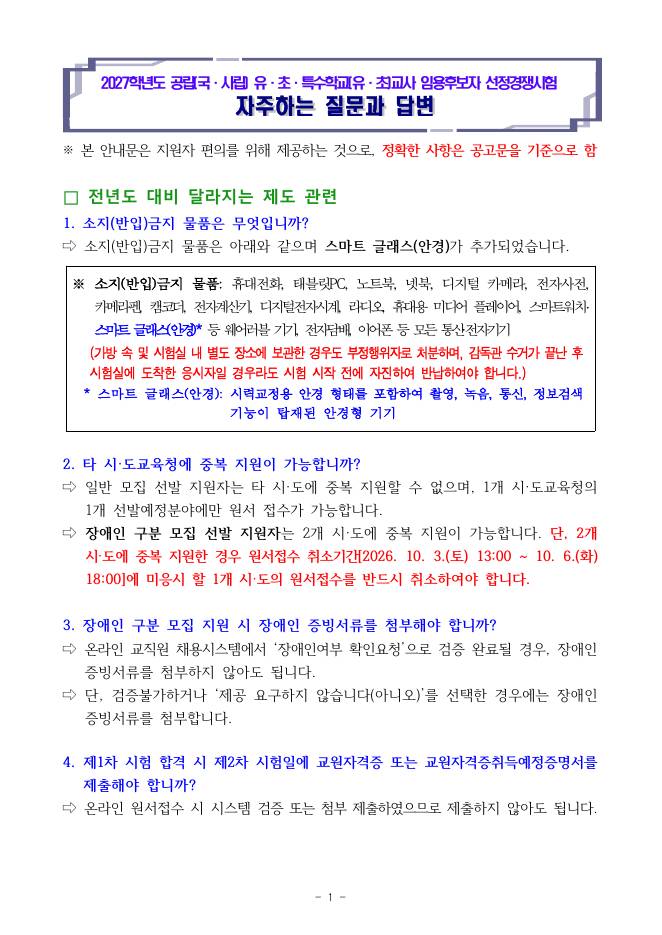 2027학년도 공립(국·사립) 유·초·특수학교(유·초)교사 임용후보자 선정경쟁시험
자주하는 질문과 답변
※ 본 안내문은 지원자 편의를 위해 제공하는 것으로, 정확한 사항은 공고문을 기준으로 함
□ 전년도 대비 달라지는 제도 관련
1. 소지(반입)금지 물품은 무엇입니까?
⇨ 소지(반입)금지 물품은 아래와 같으며 스마트 글래스(안경)가 추가되었습니다.
※ 소지(반입)금지 물품: 휴대전화, 태블릿PC, 노트북, 넷북, 디지털 카메라, 전자사전,
카메라펜, 캠코더, 전자계산기, 디지털전자시계, 라디오, 휴대용 미디어 플레이어, 스마트워치·
스마트 글래스(안경)* 등 웨어러블 기기, 전자담배, 이어폰 등 모든 통신·전자기기
(가방 속 및 시험실 내 별도 장소에 보관한 경우도 부정행위자로 처분하며, 감독관 수거가 끝난 후
시험실에 도착한 응시자일 경우라도 시험 시작 전에 자진하여 반납하여야 합니다.)
* 스마트 글래스(안경): 시력교정용 안경 형태를 포함하여 촬영, 녹음, 통신, 정보검색
기능이 탑재된 안경형 기기
2. 타 시·도교육청에 중복 지원이 가능합니까?
⇨ 일반 모집 선발 지원자는 타 시·도에 중복 지원할 수 없으며, 1개 시·도교육청의
1개 선발예정분야에만 원서 접수가 가능합니다.
⇨ 장애인 구분 모집 선발 지원자는 2개 시·도에 중복 지원이 가능합니다. 단, 2개
시·도에 중복 지원한 경우 원서접수 취소기간[2026. 10. 3.(토) 13:00 ~ 10. 6.(화)
18:00]에 미응시 할 1개 시·도의 원서접수를 반드시 취소하여야 합니다.
3. 장애인 구분 모집 지원 시 장애인 증빙서류를 첨부해야 합니까?
⇨ 온라인 교직원 채용시스템에서 ‘장애인여부 확인요청’으로 검증 완료될 경우, 장애인
증빙서류를 첨부하지 않아도 됩니다.
⇨ 단, 검증불가하거나 ‘제공 요구하지 않습니다(아니오)’를 선택한 경우에는 장애인
증빙서류를 첨부합니다.
4. 제1차 시험 합격 시 제2차 시험일에 교원자격증 또는 교원자격증취득예정증명서를
제출해야 합니까?
⇨ 온라인 원서접수 시 시스템 검증 또는 첨부 제출하였으므로 제출하지 않아도 됩니다.
- 1 -